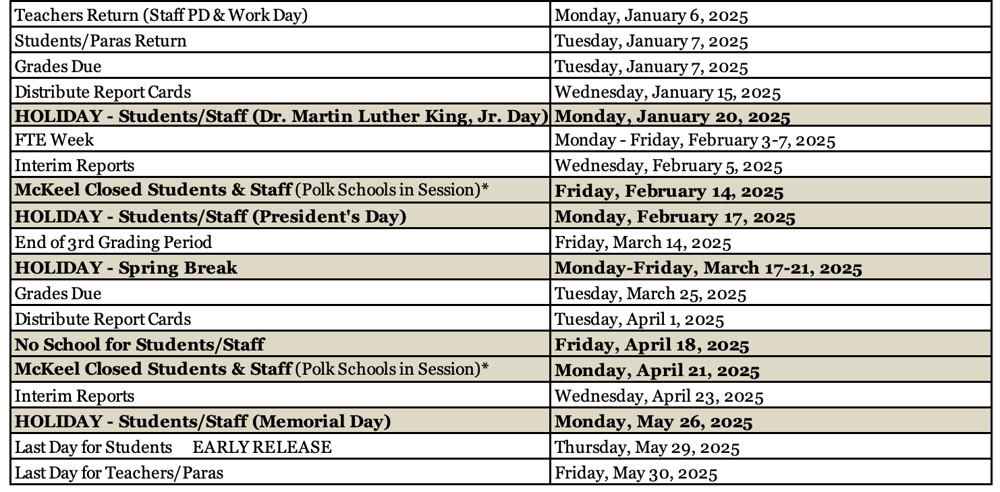 Teachers Return (Staff PD & Work Day) Monday, January 6, 2025
Students/Paras Return Tuesday, January 7, 2025
Grades Due Tuesday, January 7, 2025
Distribute Report Cards Wednesday, January 15, 2025
HOLIDAY - Students/Staff (Dr. Martin Luther King, Jr. Day) Monday, January 20, 2025
FTE Week Monday - Friday, February 3-7, 2025
Interim Reports Wednesday, February 5, 2025
McKeel Closed Students & Staff (Polk Schools in Session)* Friday, February 14, 2025
HOLIDAY - Students/Staff (President's Day) Monday, February 17, 2025
End of 3rd Grading Period Friday, March 14, 2025
HOLIDAY - Spring Break Monday-Friday, March 17-21, 2025
Grades Due Tuesday, March 25, 2025
Distribute Report Cards Tuesday, April 1, 2025
No School for Students/Staff Friday, April 18, 2025
McKeel Closed Students & Staff (Polk Schools in Session)* Monday, April 21, 2025
Interim Reports Wednesday, April 23, 2025
HOLIDAY - Students/Staff (Memorial Day) Monday, May 26, 2025
Last Day for Students EARLY RELEASE Thursday, May 29, 2025
Last Day for Teachers/Paras Friday, May 30, 2025